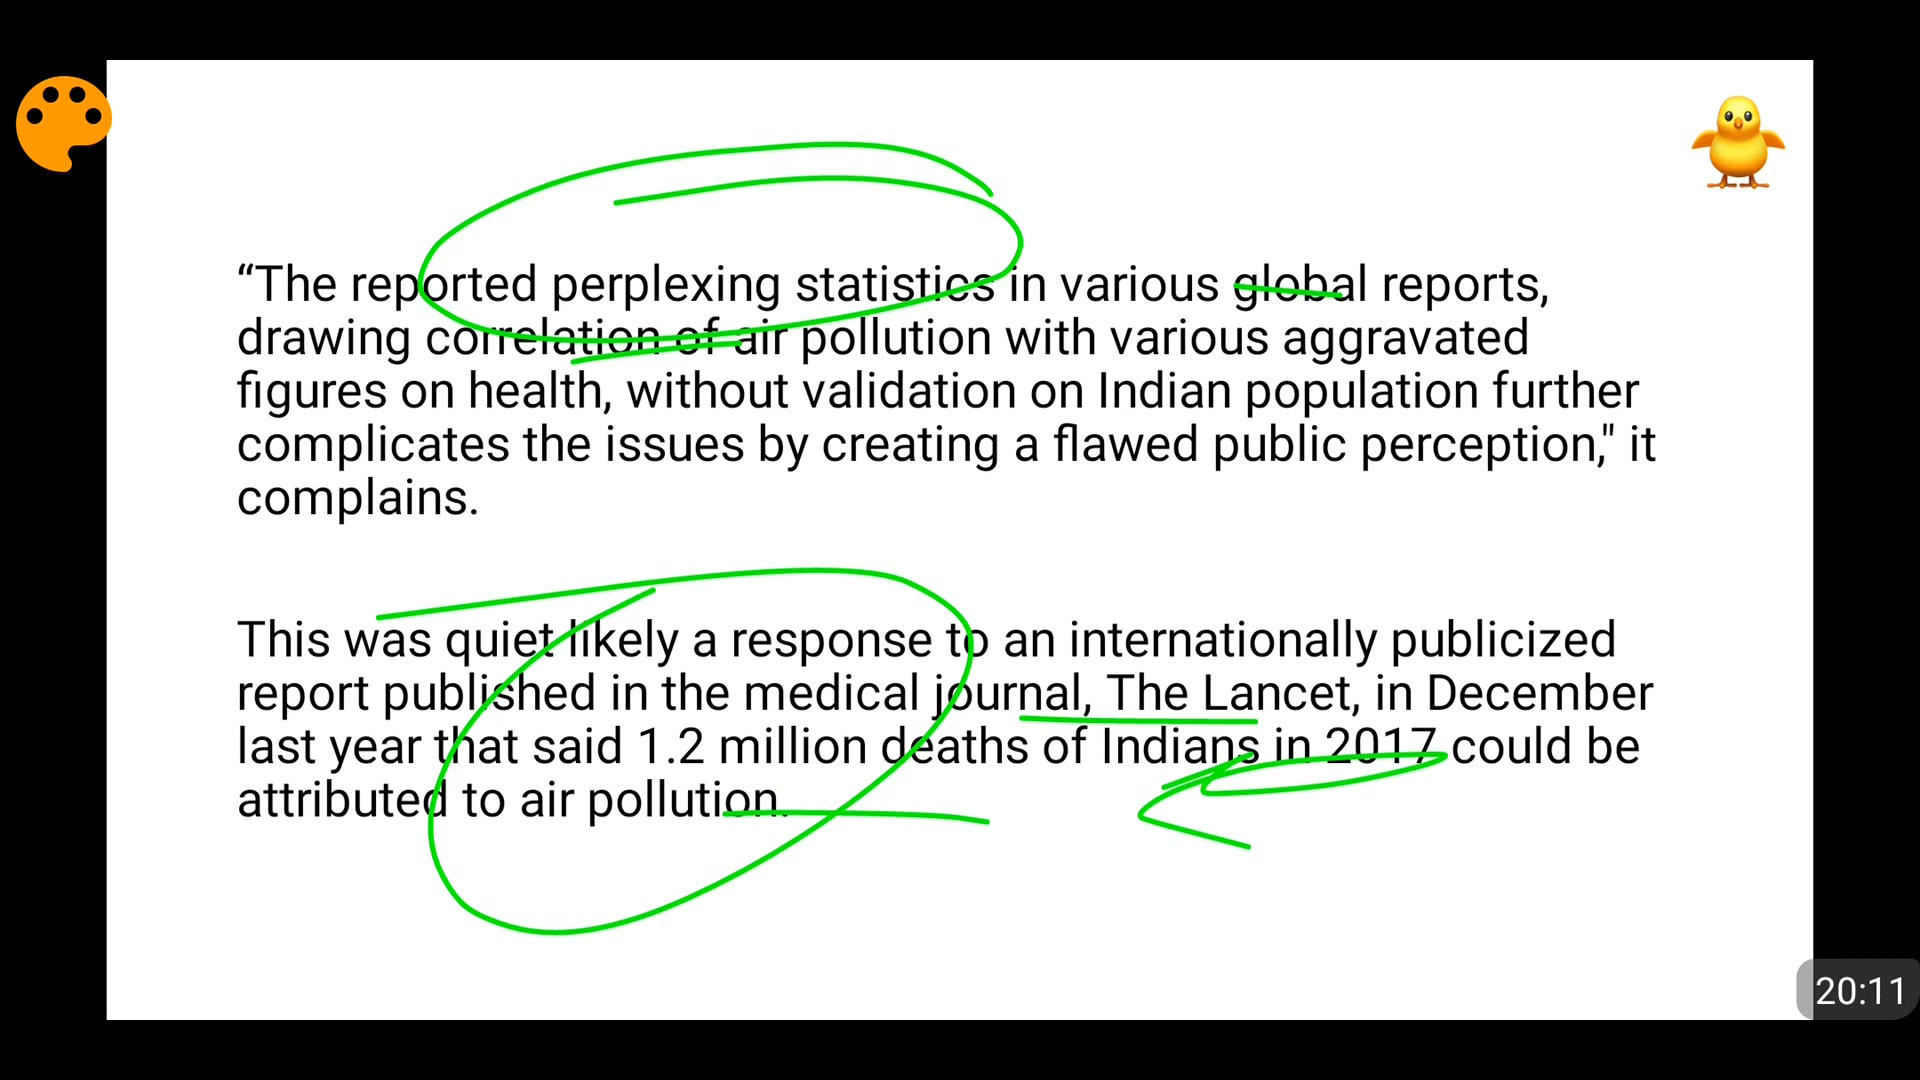 “The reported perplexing statistics in various global reports,
drawing correlation of air pollution with various aggravated
figures on health, without validation on Indian population further
complicates the issues by creating a flawed public perception," it
complains.
This was quiet likely a response to an internationally publicized
report published in the medical journal, The Lancet, in December
last year that said 1.2 million deaths of Indians in 2017 could be
attributed to air pollution.
20:11